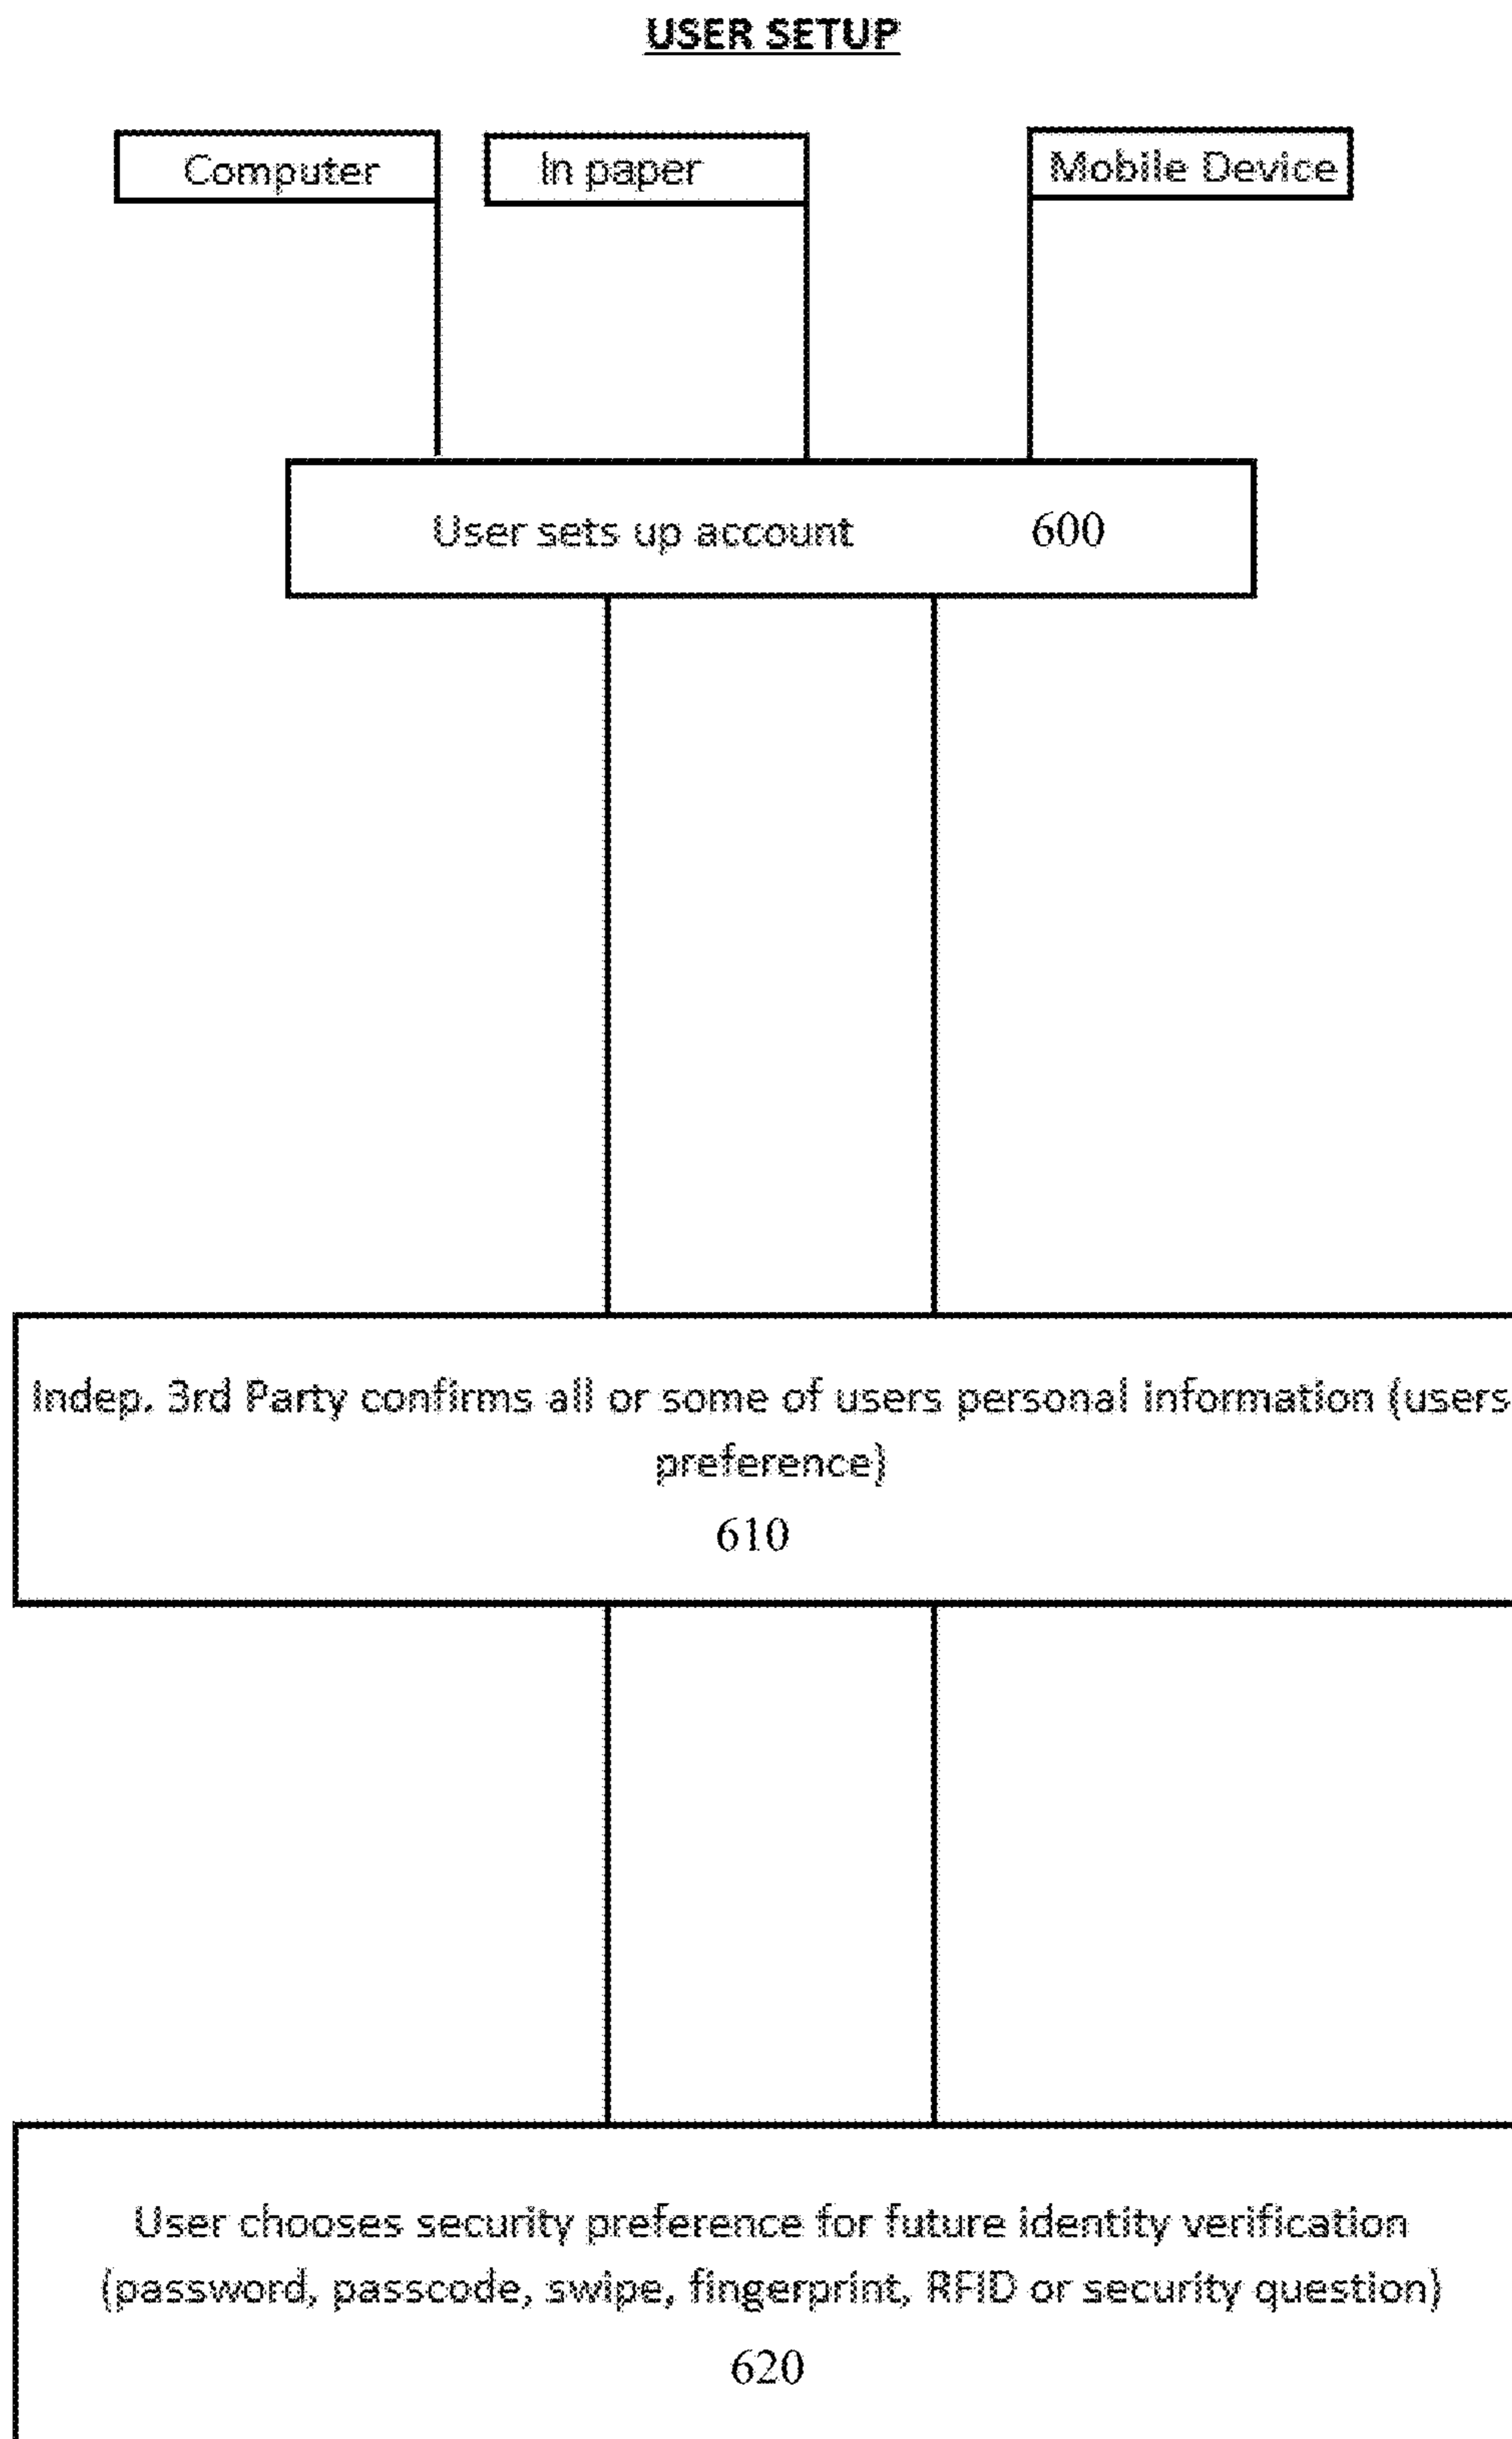 USER SETUP
Computer
In paper
Mobile Device
User sets up account 600
Indep. 3rd Party confirms all or some of users personal information (users
preference)
610
User chooses security preference for future identity verification
(password, passcode, swipe, fingerprint, RFID or security question)
620